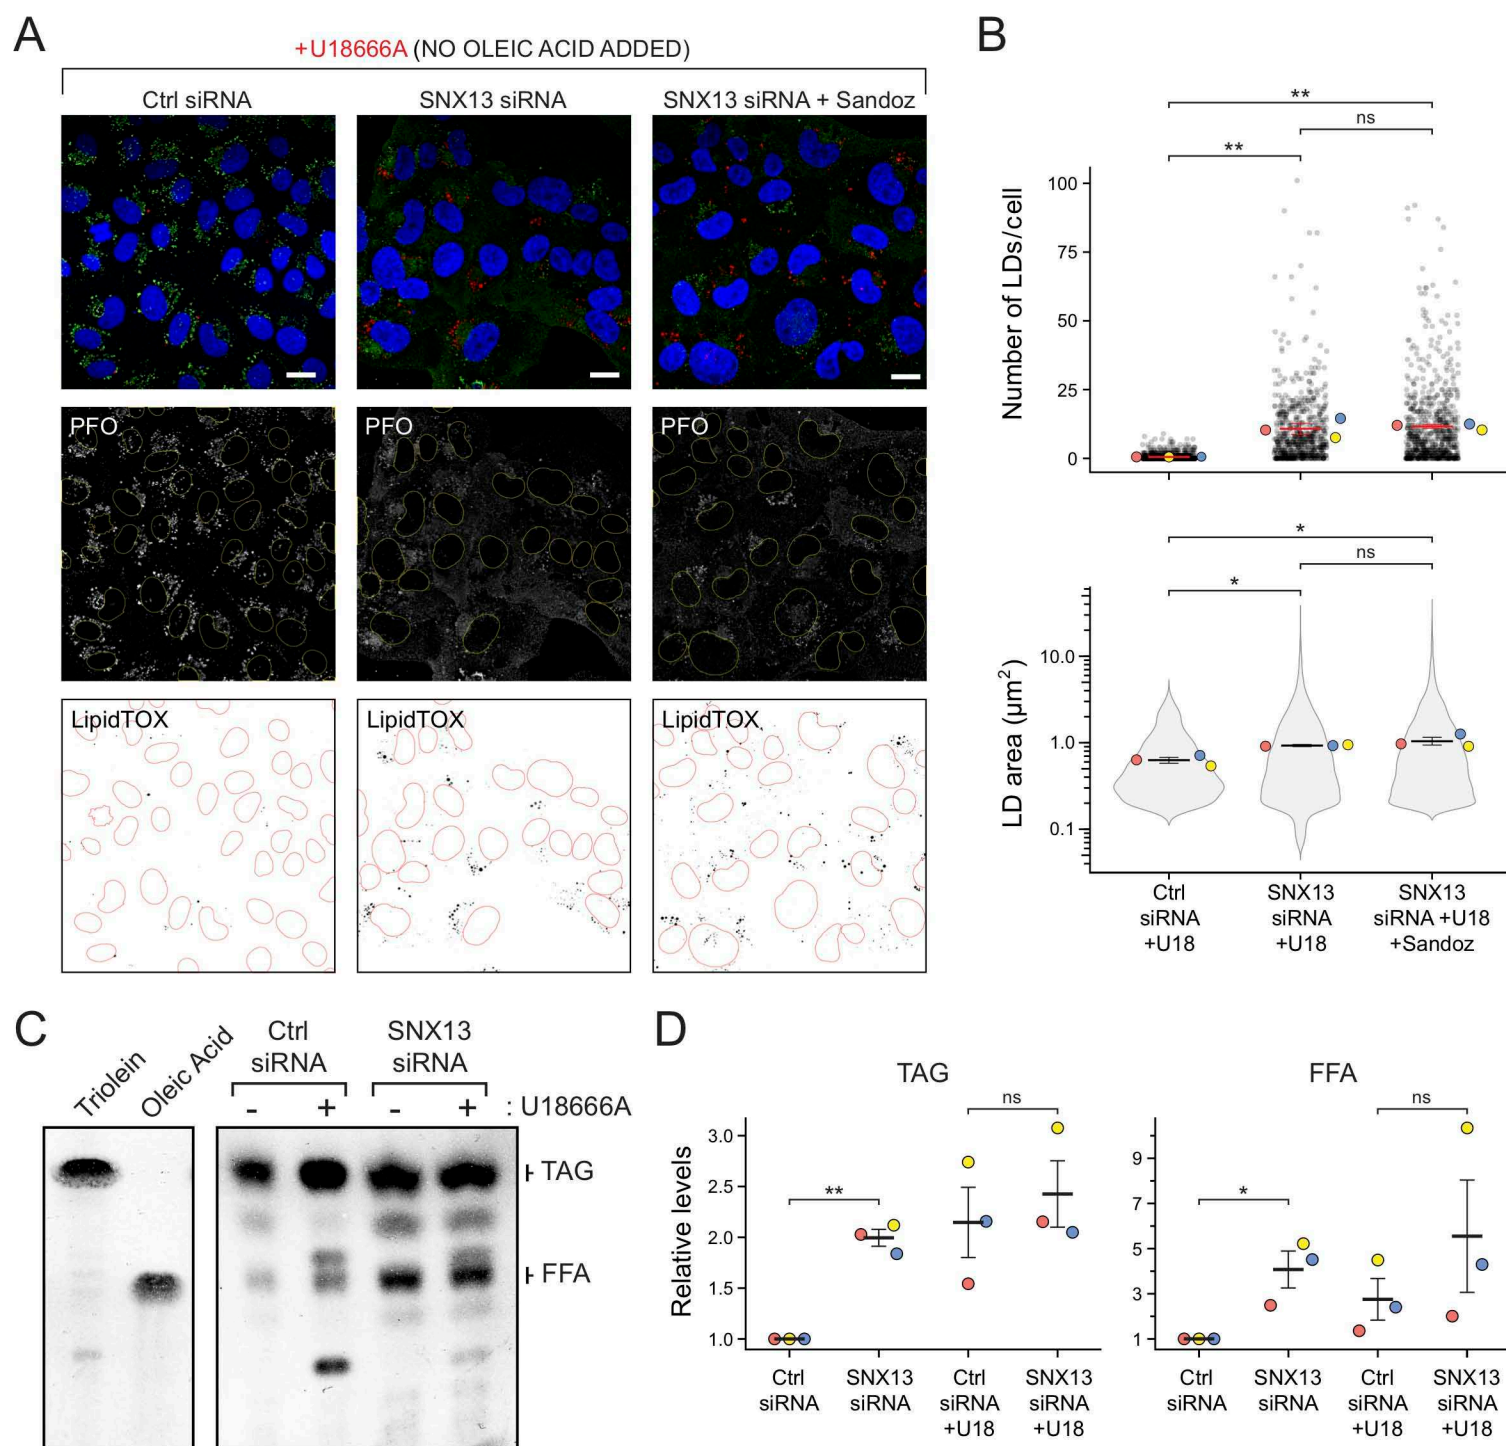 A
+U18666A (NO OLEIC ACID ADDED)
Ctrl siRNA
SNX13 siRNA
SNX13 siRNA + Sandoz
PFO
PFO
PFO
LipidTOX
LipidTOX
LipidTOX
B
**
ns
**
Number of LDs/cell
100
75
50
25
0
*
ns
*
LD area (µm²)
10.0
1.0
0.1
Ctrl
siRNA
+U18
SNX13
siRNA
+U18
SNX13
siRNA +U18
+Sandoz
C
Triolein
Oleic Acid
Ctrl
siRNA
SNX13
siRNA
- + - + : U18666A
TAG
FFA
D
TAG
ns
**
Relative levels
3.0
2.5
2.0
1.5
1.0
Ctrl
siRNA
SNX13
siRNA
Ctrl
siRNA
+U18
SNX13
siRNA
+U18
FFA
ns
*
9
7
5
3
1
Ctrl
siRNA
SNX13
siRNA
Ctrl
siRNA
+U18
SNX13
siRNA
+U18